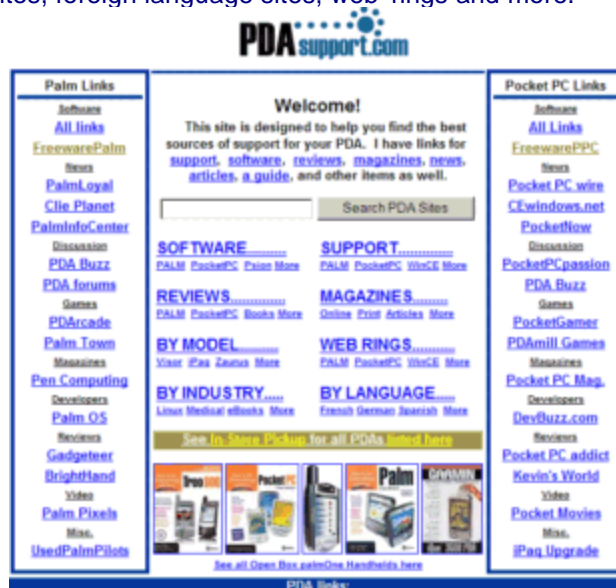 sites, foreign language sites, web-rings and more.
PDAsupport.com
Palm Links
Software
All links
FreewarePalm
News
PalmLoyal
Clie Planet
PalmInfoCenter
Discussion
PDA Buzz
PDA forums
Games
PDArcade
Palm Town
Magazines
Pen Computing
Developers
Palm OS
Reviews
Gadgeteer
BrightHand
Video
Palm Pixels
Misc.
UsedPalmPilots
Welcome!
This site is designed to help you find the best
sources of support for your PDA. I have links for
support, software, reviews, magazines, news,
articles, a guide, and other items as well.
Search PDA Sites
SOFTWARE..........
PALM PocketPC Psion More
SUPPORT..............
PALM PocketPC WinCE More
REVIEWS..............
PALM PocketPC Books More
MAGAZINES..........
Online Print Articles More
BY MODEL............
Visor iPaq Zaurus More
WEB RINGS...........
PALM PocketPC WinCE More
BY INDUSTRY.....
Linux Medical eBooks More
BY LANGUAGE....
French German Spanish More
See In-Store Pickup for all PDAs listed here
Treo 600
Pocket PC
Palm
GARMIN
See all Open Box palmOne Handhelds here
PDA links:
Pocket PC Links
Software
All Links
FreewarePPC
News
Pocket PC wire
CEwindows.net
PocketNow
Discussion
PocketPCpassion
PDA Buzz
Games
PocketGamer
PDAmill Games
Magazines
Pocket PC Mag.
Developers
DevBuzz.com
Reviews
Pocket PC addict
Kevin's World
Video
Pocket Movies
Misc.
iPaq Upgrade